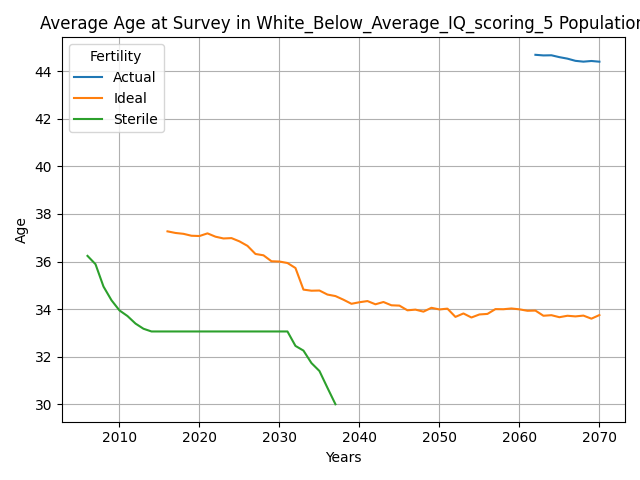 Average Age at Survey in White_Below_Average_IQ_scoring_5 Population
Fertility
Actual
Ideal
Sterile
44
42
40
38
36
34
32
30
Age
2010 2020 2030 2040 2050 2060 2070
Years